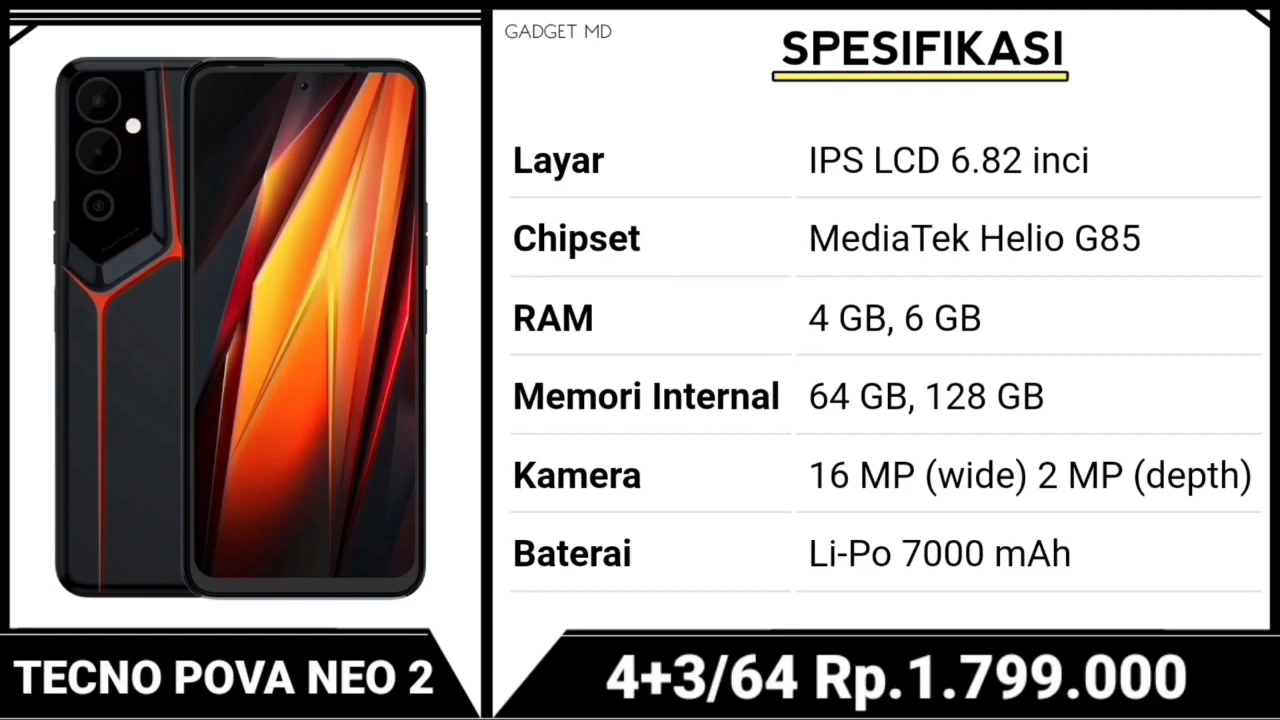 GADGET MD
SPESIFIKASI
Layar IPS LCD 6.82 inci
Chipset MediaTek Helio G85
RAM 4 GB, 6 GB
Memori Internal 64 GB, 128 GB
Kamera 16 MP (wide) 2 MP (depth)
Baterai Li-Po 7000 mAh
TECNO POVA NEO 2
4+3/64 Rp.1.799.000